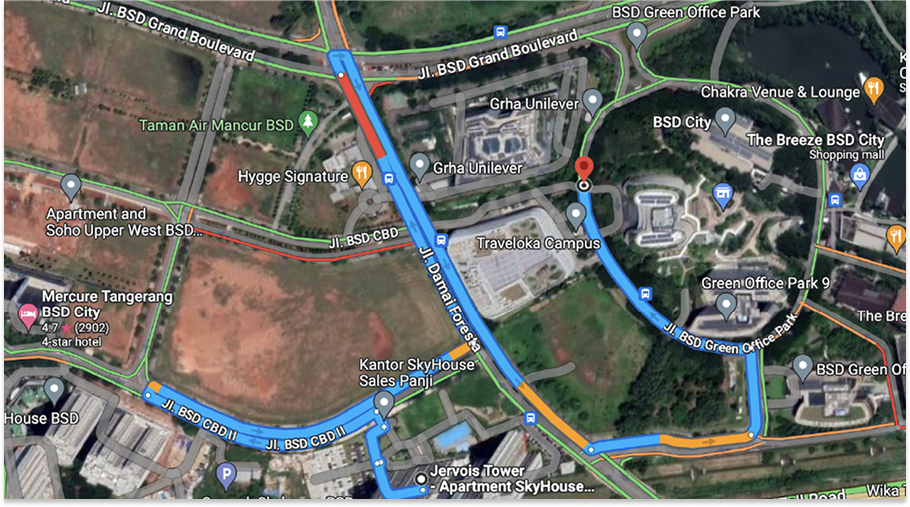 Jl. BSD Grand Boulevard
BSD Green Office Park
Jl. BSD Grand Boulevard
Grha Unilever
Chakra Venue & Lounge
Taman Air Mancur BSD
BSD City
The Breeze BSD City
Shopping mall
Hygge Signature
Grha Unilever
Apartment and
Soho Upper West BSD...
Jl. BSD CBD
Traveloka Campus
Jl. Damai Foresta
Mercure Tangerang
BSD City
4.7 ★ (2902)
4-star hotel
Green Office Park 9
The Bre
Jl. BSD Green Office Park
Kantor SkyHouse
Sales Panji
BSD Green Of
House BSD
Jl. BSD CBD II
Jl. BSD CBD II
P
Jervois Tower
- Apartment SkyHouse...
Wika T